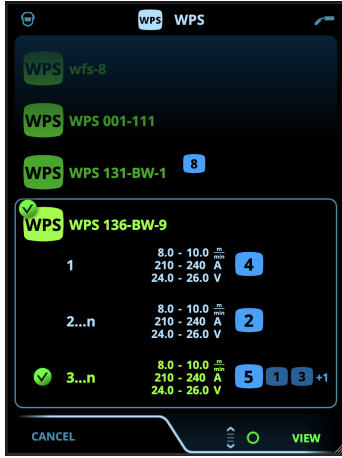 WPS WPS
WPS wfs-8
WPS WPS 001-111
WPS WPS 131-BW-1 8
WPS WPS 136-BW-9
1 8.0 - 10.0 m/min
210 - 240 A 4
24.0 - 26.0 V
2...n 8.0 - 10.0 m/min
210 - 240 A 2
24.0 - 26.0 V
3...n 8.0 - 10.0 m/min
210 - 240 A 5 1 3 +1
24.0 - 26.0 V
CANCEL VIEW